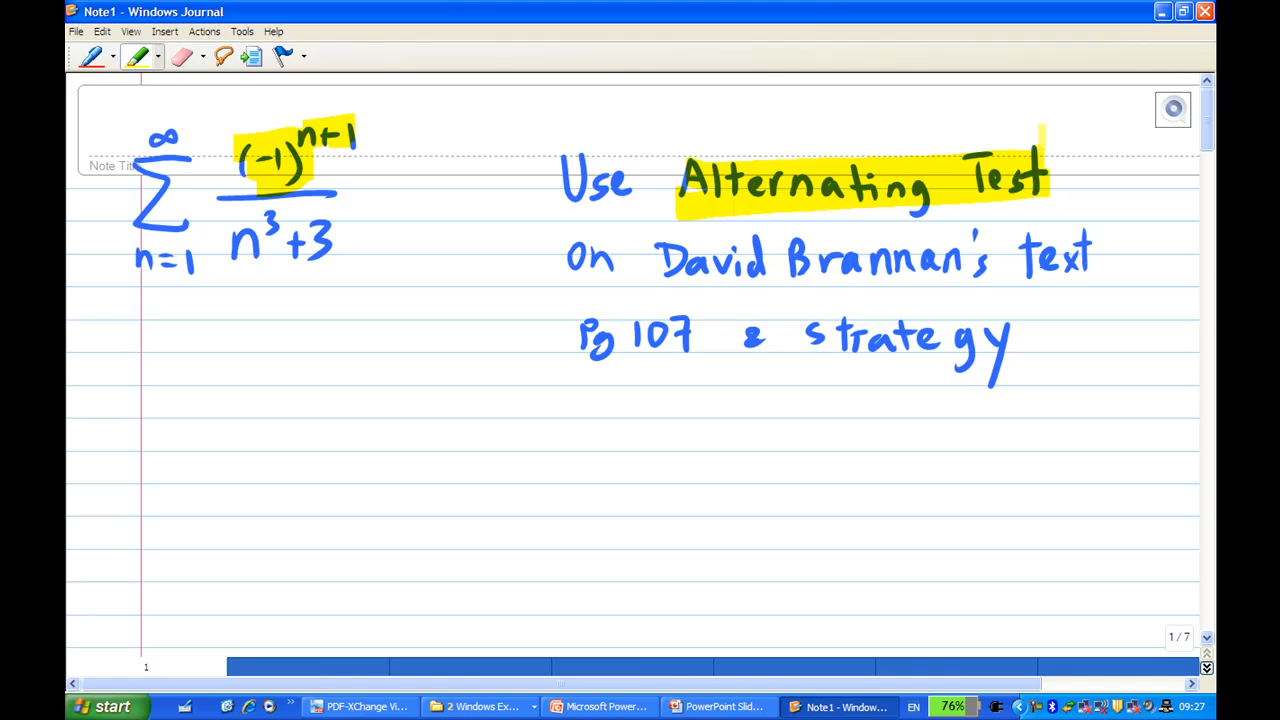 Note1 - Windows Journal
File Edit View Insert Actions Tools Help
∞ (-1)^{n+1}
Note Tit
Σ Use Alternating Test
n=1 n³+3 on David Brannan's text
Pg 107 & strategy
1 / 7
1
start PDF-XChange Vi... 2 Windows Ex... Microsoft Power... PowerPoint Slid... Note1 - Window... EN 76% 09:27